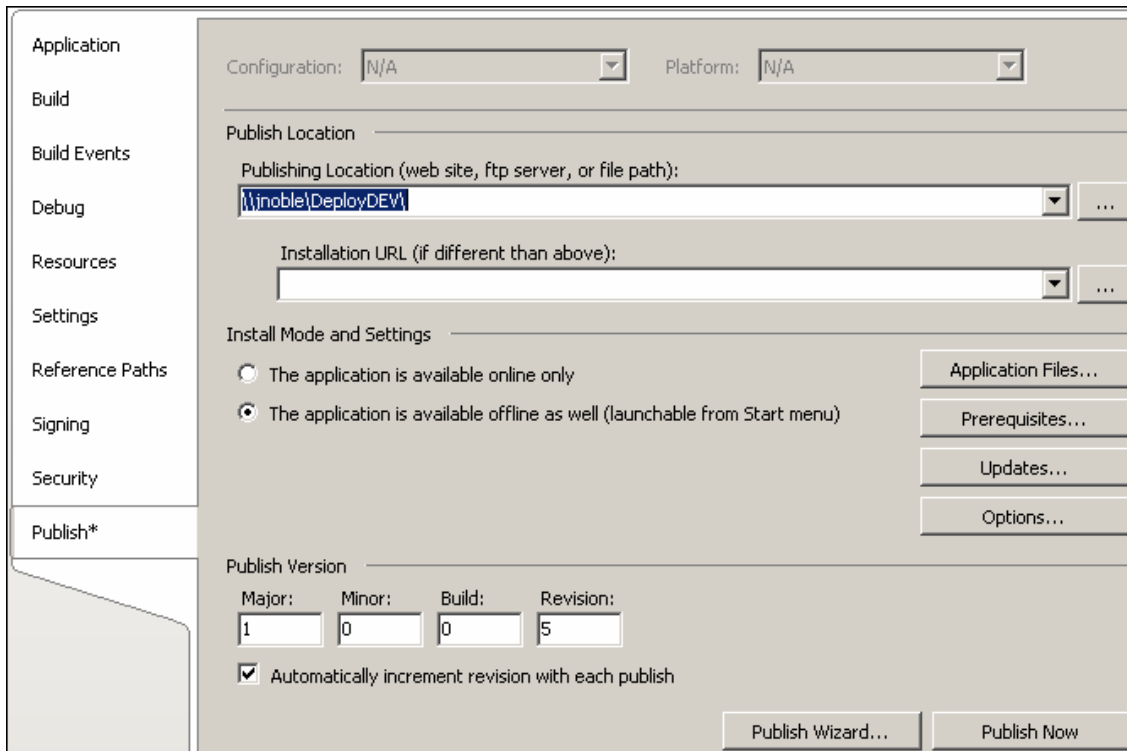 Application
Build
Build Events
Debug
Resources
Settings
Reference Paths
Signing
Security
Publish*
Configuration: N/A Platform: N/A
Publish Location
Publishing Location (web site, ftp server, or file path):
\\jnoble\DeployDEV\
...
Installation URL (if different than above):
...
Install Mode and Settings
The application is available online only
The application is available offline as well (launchable from Start menu)
Application Files...
Prerequisites...
Updates...
Options...
Publish Version
Major: Minor: Build: Revision:
1 0 0 5
Automatically increment revision with each publish
Publish Wizard... Publish Now